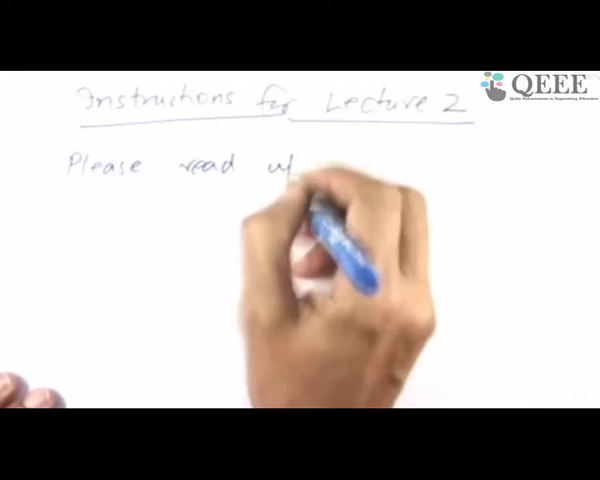 QEEE
Quality Enhancement in Engineering Education
Instructions for Lecture 2
Please read